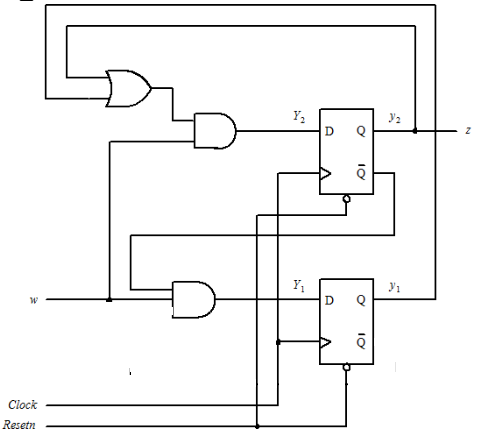 Y2 y2
D Q z
Q̅
w Y1 y1
D Q
Q̅
Clock
Resetn